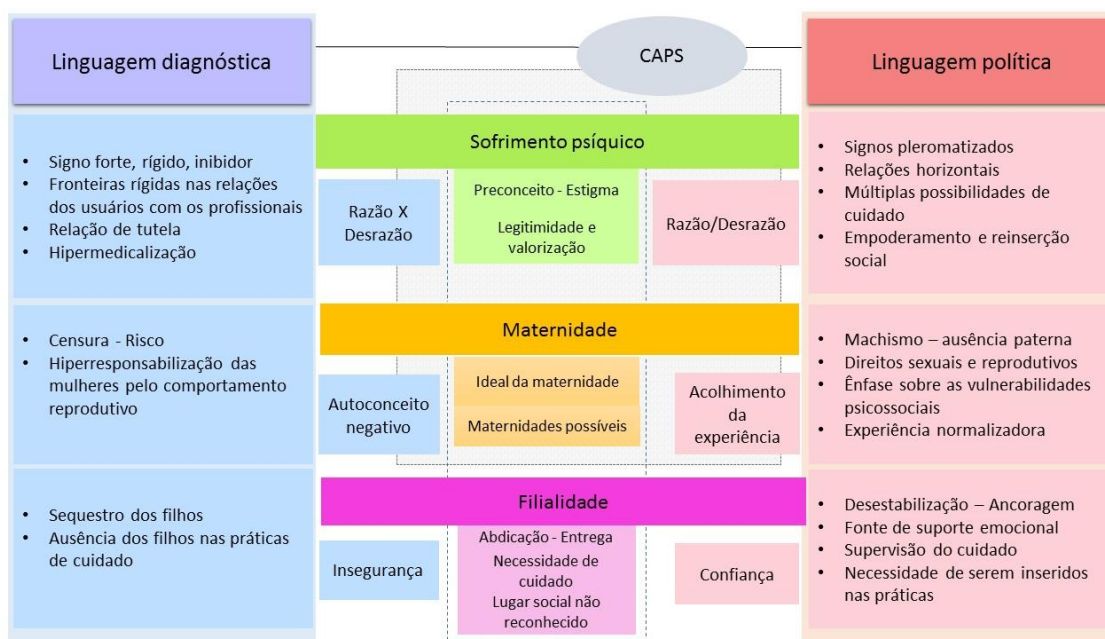 Linguagem diagnóstica
CAPS
Linguagem política
• Signo forte, rígido, inibidor
• Fronteiras rígidas nas relações
dos usuários com os profissionais
• Relação de tutela
• Hipermedicalização
Sofrimento psíquico
Razão X
Desrazão
Preconceito - Estigma
Legitimidade e
valorização
Razão/Desrazão
• Signos pleromatizados
• Relações horizontais
• Múltiplas possibilidades de
cuidado
• Empoderamento e reinserção
social
• Censura - Risco
• Hiperresponsabilização das
mulheres pelo comportamento
reprodutivo
Maternidade
Autoconceito
negativo
Ideal da maternidade
Maternidades possíveis
Acolhimento
da
experiência
• Machismo – ausência paterna
• Direitos sexuais e reprodutivos
• Ênfase sobre as vulnerabilidades
psicossociais
• Experiência normalizadora
• Sequestro dos filhos
• Ausência dos filhos nas práticas
de cuidado
Filialidade
Insegurança
Abdicação - Entrega
Necessidade de
cuidado
Lugar social não
reconhecido
Confiança
• Desestabilização – Ancoragem
• Fonte de suporte emocional
• Supervisão do cuidado
• Necessidade de serem inseridos
nas práticas